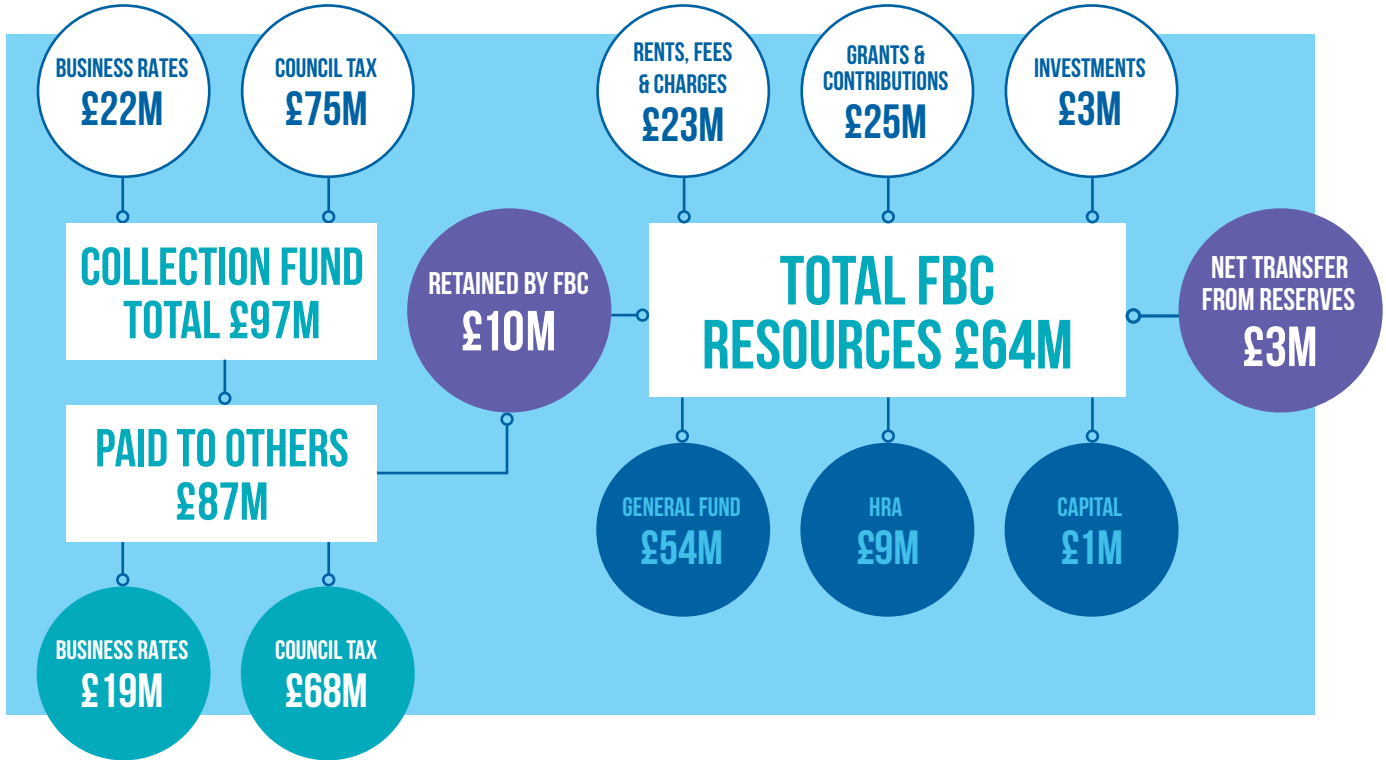 BUSINESS RATES
£22M
COUNCIL TAX
£75M
RENTS, FEES
& CHARGES
£23M
GRANTS &
CONTRIBUTIONS
£25M
INVESTMENTS
£3M
COLLECTION FUND
TOTAL £97M
RETAINED BY FBC
£10M
TOTAL FBC
RESOURCES £64M
NET TRANSFER
FROM RESERVES
£3M
PAID TO OTHERS
£87M
GENERAL FUND
£54M
HRA
£9M
CAPITAL
£1M
BUSINESS RATES
£19M
COUNCIL TAX
£68M